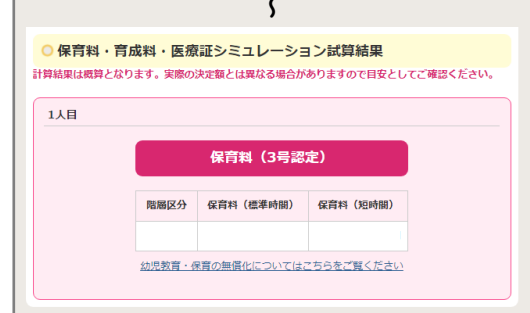 保育料・育成料・医療証シミュレーション試算結果
計算結果は概算となります。実際の決定額とは異なる場合がありますので目安としてご確認ください。
1人目
保育料（3号認定）
階層区分 保育料（標準時間） 保育料（短時間）
幼児教育・保育の無償化についてはこちらをご覧ください